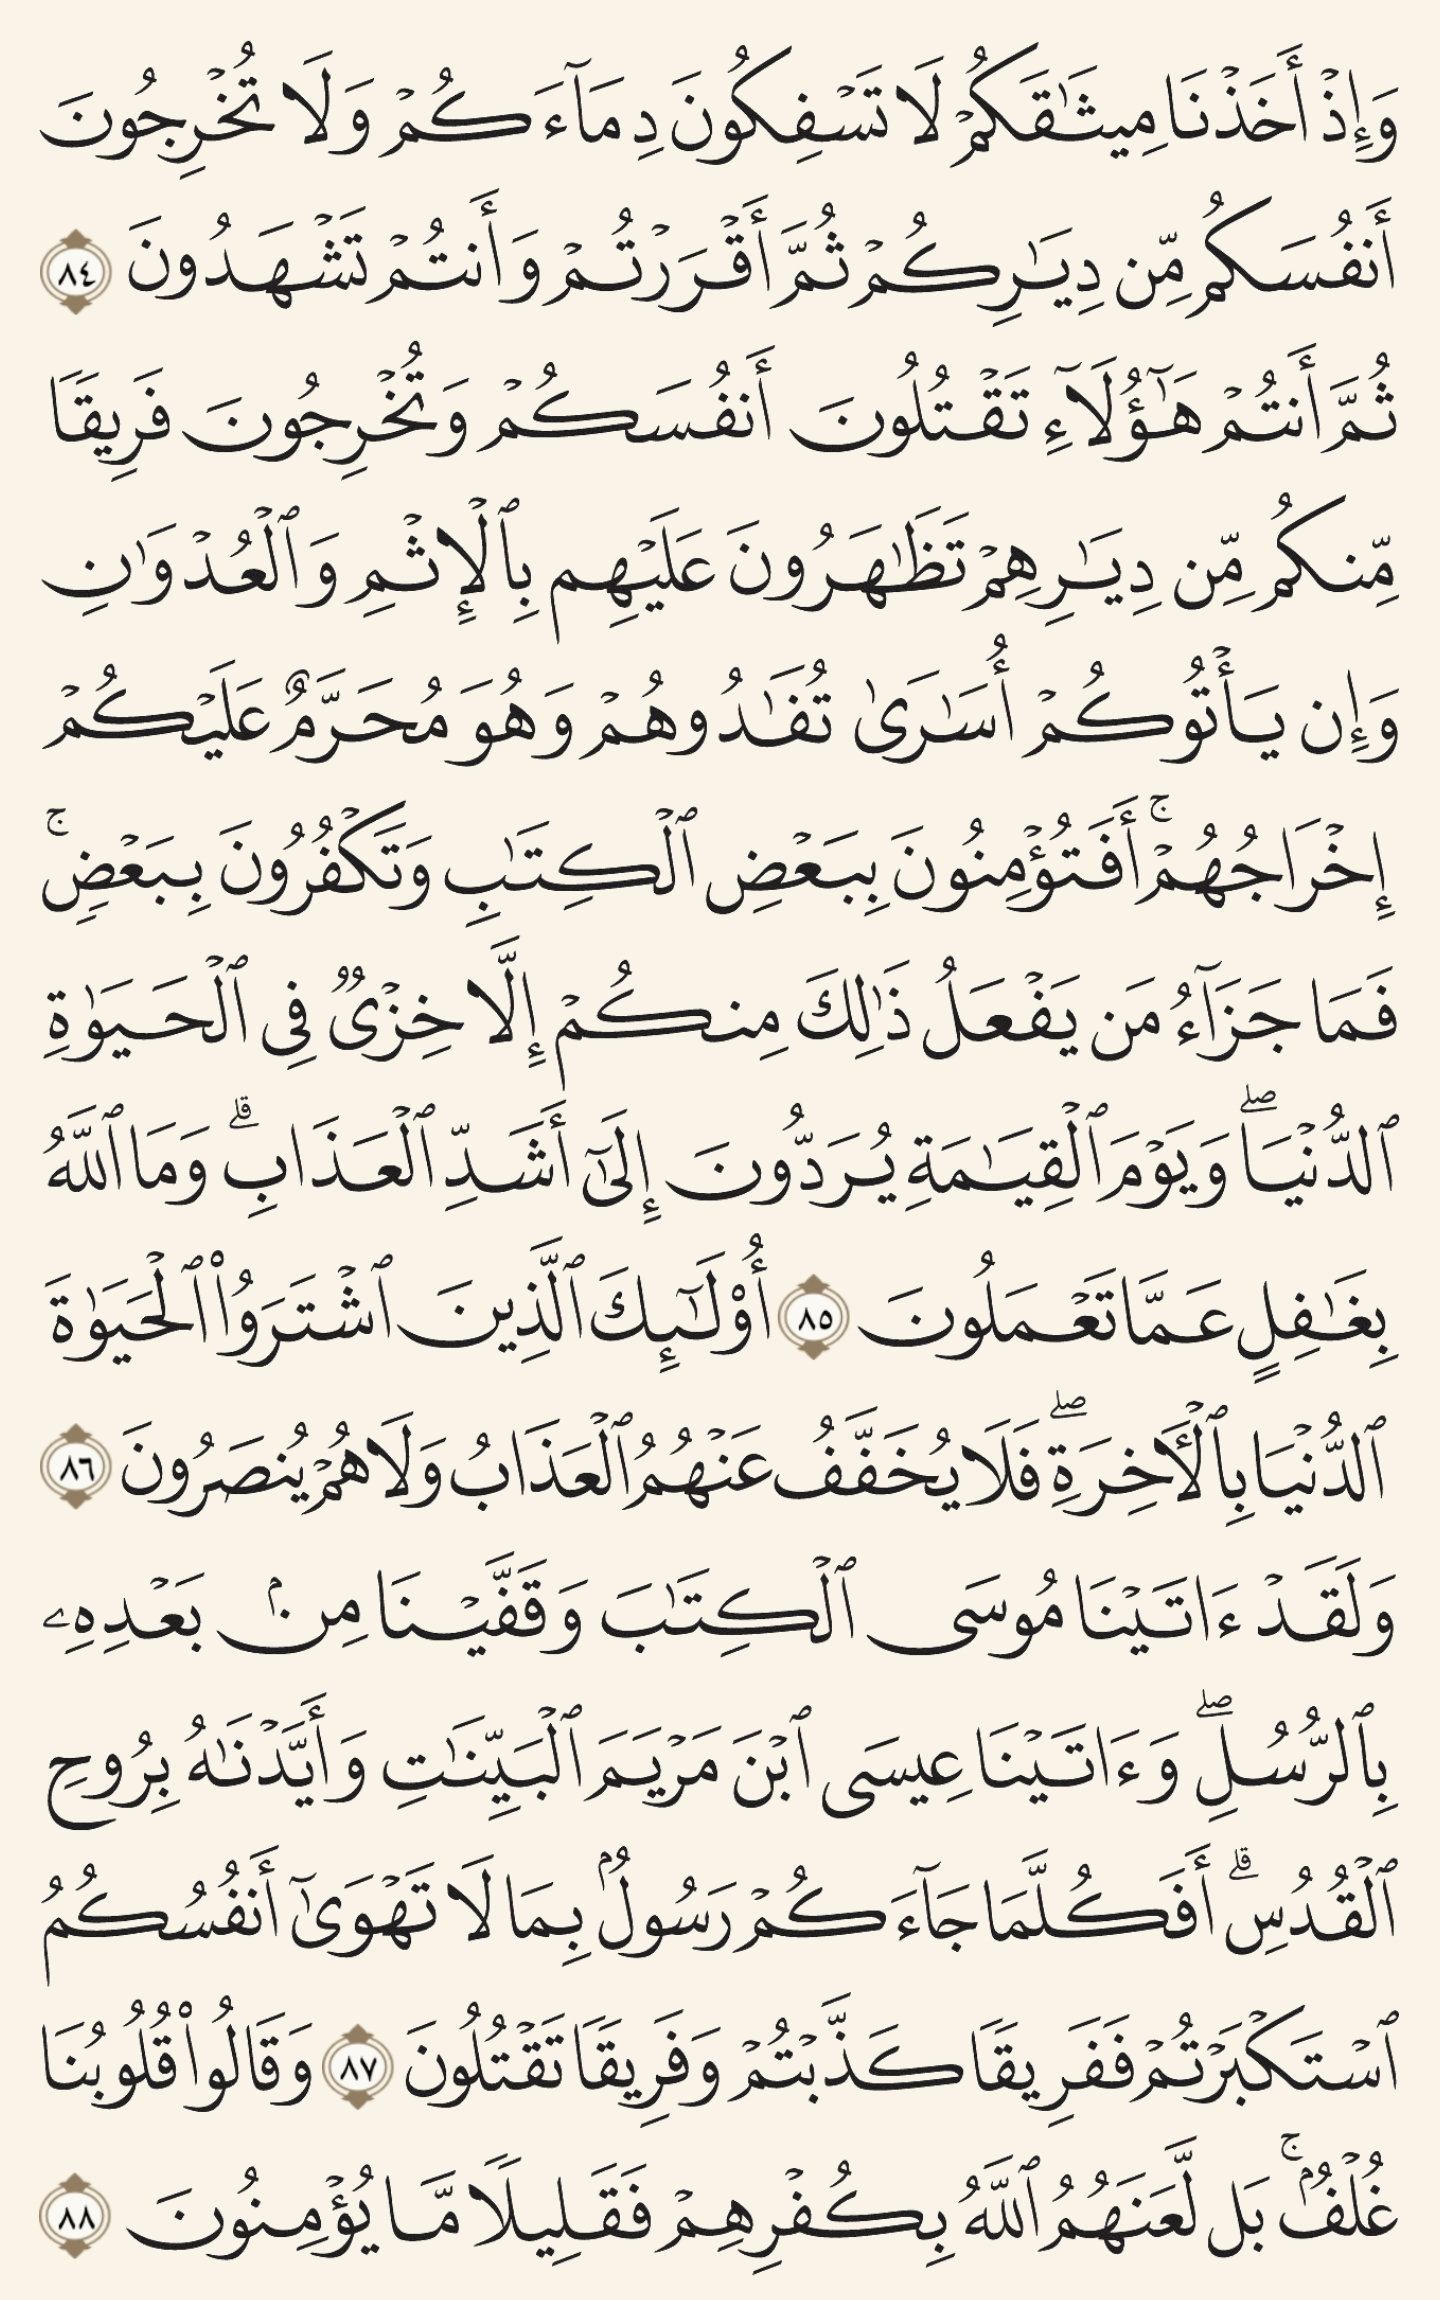 وَإِذْ أَخَذْنَا مِيثَٰقَكُمْ لَا تَسْفِكُونَ دِمَآءَكُمْ وَلَا تُخْرِجُونَ
أَنفُسَكُم مِّن دِيَٰرِكُمْ ثُمَّ أَقْرَرْتُمْ وَأَنتُمْ تَشْهَدُونَ ٨٤
ثُمَّ أَنتُمْ هَٰٓؤُلَآءِ تَقْتُلُونَ أَنفُسَكُمْ وَتُخْرِجُونَ فَرِيقًا
مِّنكُم مِّن دِيَٰرِهِمْ تَظَٰهَرُونَ عَلَيْهِم بِٱلْإِثْمِ وَٱلْعُدْوَٰنِ
وَإِن يَأْتُوكُمْ أُسَٰرَىٰ تُفَٰدُوهُمْ وَهُوَ مُحَرَّمٌ عَلَيْكُمْ
إِخْرَاجُهُمْ ۚ أَفَتُؤْمِنُونَ بِبَعْضِ ٱلْكِتَٰبِ وَتَكْفُرُونَ بِبَعْضٍ ۚ
فَمَا جَزَآءُ مَن يَفْعَلُ ذَٰلِكَ مِنكُمْ إِلَّا خِزْىٌ فِى ٱلْحَيَوٰةِ
ٱلدُّنْيَا ۖ وَيَوْمَ ٱلْقِيَٰمَةِ يُرَدُّونَ إِلَىٰٓ أَشَدِّ ٱلْعَذَابِ ۗ وَمَا ٱللَّهُ
بِغَٰفِلٍ عَمَّا تَعْمَلُونَ ٨٥ أُو۟لَٰٓئِكَ ٱلَّذِينَ ٱشْتَرَوُا۟ ٱلْحَيَوٰةَ
ٱلدُّنْيَا بِٱلْأَخِرَةِ ۖ فَلَا يُخَفَّفُ عَنْهُمُ ٱلْعَذَابُ وَلَا هُمْ يُنصَرُونَ ٨٦
وَلَقَدْ ءَاتَيْنَا مُوسَى ٱلْكِتَٰبَ وَقَفَّيْنَا مِنۢ بَعْدِهِۦ
بِٱلرُّسُلِ ۖ وَءَاتَيْنَا عِيسَى ٱبْنَ مَرْيَمَ ٱلْبَيِّنَٰتِ وَأَيَّدْنَٰهُ بِرُوحِ
ٱلْقُدُسِ ۗ أَفَكُلَّمَا جَآءَكُمْ رَسُولٌۢ بِمَا لَا تَهْوَىٰٓ أَنفُسُكُمُ
ٱسْتَكْبَرْتُمْ فَفَرِيقًا كَذَّبْتُمْ وَفَرِيقًا تَقْتُلُونَ ٨٧ وَقَالُوا۟ قُلُوبُنَا
غُلْفٌۢ ۚ بَل لَّعَنَهُمُ ٱللَّهُ بِكُفْرِهِمْ فَقَلِيلًا مَّا يُؤْمِنُونَ ٨٨